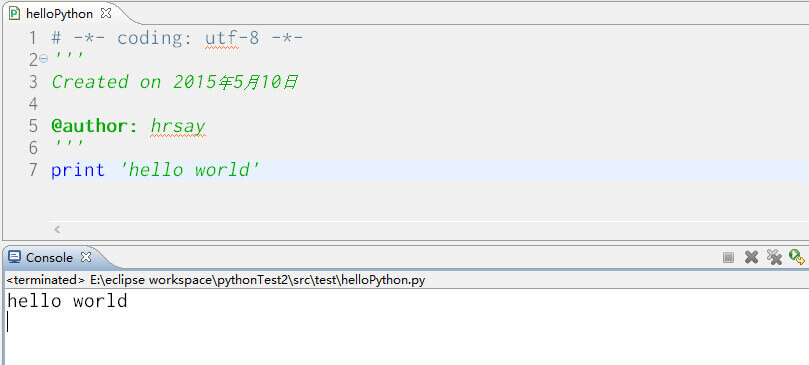 helloPython
1 # -*- coding: utf-8 -*-
2 '''
3 Created on 2015年5月10日
4
5 @author: hrsay
6 '''
7 print 'hello world'
Console
<terminated> E:\eclipse workspace\pythonTest2\src\test\helloPython.py
hello world